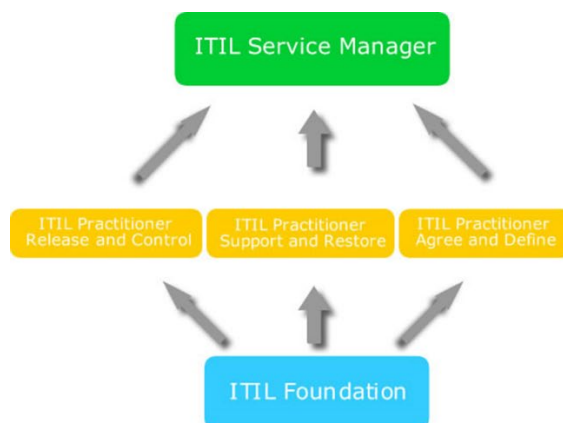 ITIL Service Manager
ITIL Practitioner
Release and Control
ITIL Practitioner
Support and Restore
ITIL Practitioner
Agree and Define
ITIL Foundation